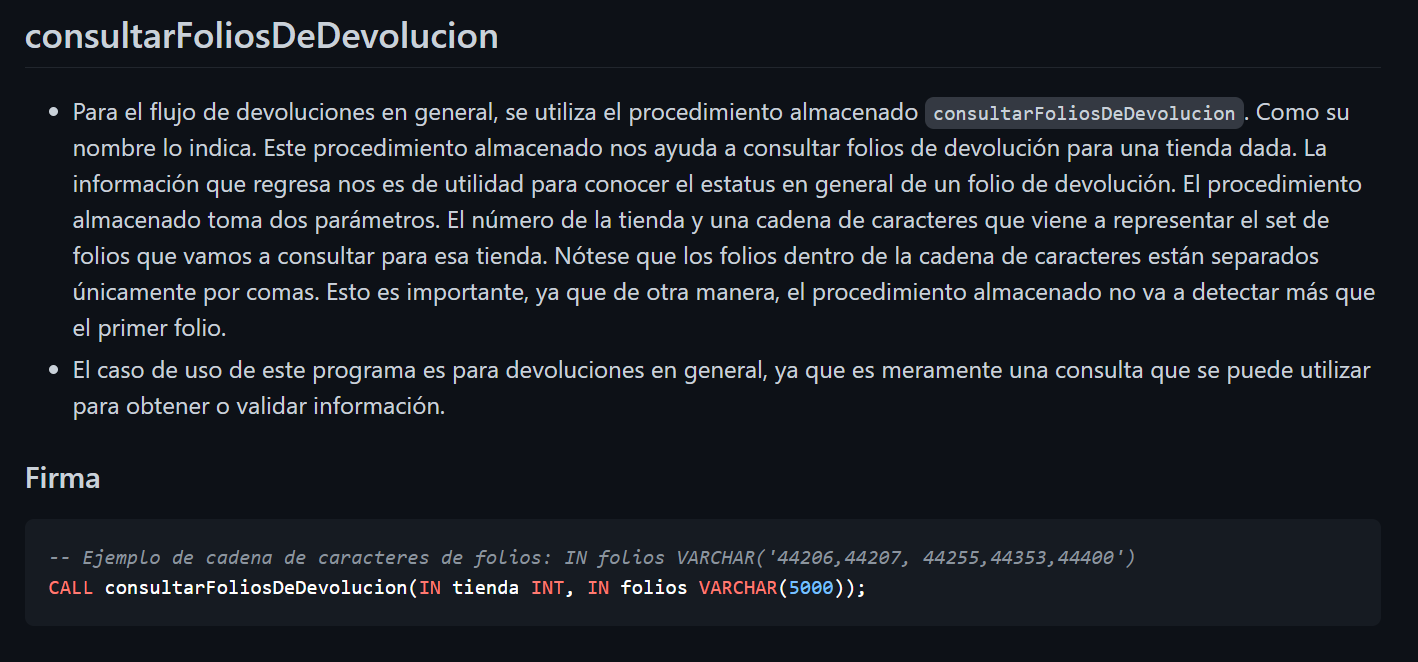 consultarFoliosDeDevolucion
Para el flujo de devoluciones en general, se utiliza el procedimiento almacenado consultarFoliosDeDevolucion. Como su
nombre lo indica. Este procedimiento almacenado nos ayuda a consultar folios de devolución para una tienda dada. La
información que regresa nos es de utilidad para conocer el estatus en general de un folio de devolución. El procedimiento
almacenado toma dos parámetros. El número de la tienda y una cadena de caracteres que viene a representar el set de
folios que vamos a consultar para esa tienda. Nótese que los folios dentro de la cadena de caracteres están separados
únicamente por comas. Esto es importante, ya que de otra manera, el procedimiento almacenado no va a detectar más que
el primer folio.
El caso de uso de este programa es para devoluciones en general, ya que es meramente una consulta que se puede utilizar
para obtener o validar información.
Firma
-- Ejemplo de cadena de caracteres de folios: IN folios VARCHAR('44206,44207, 44255,44353,44400')
CALL consultarFoliosDeDevolucion(IN tienda INT, IN folios VARCHAR(5000));